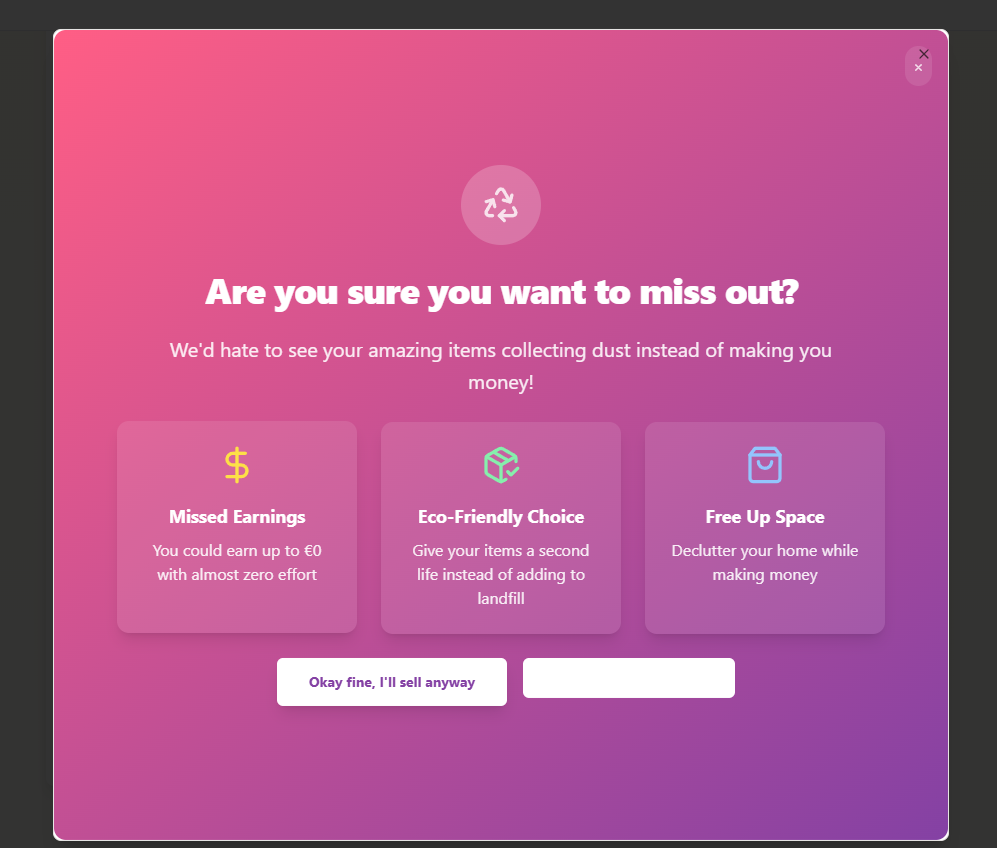 Are you sure you want to miss out?
We'd hate to see your amazing items collecting dust instead of making you
money!
Missed Earnings
You could earn up to €0
with almost zero effort
Eco-Friendly Choice
Give your items a second
life instead of adding to
landfill
Free Up Space
Declutter your home while
making money
Okay fine, I'll sell anyway